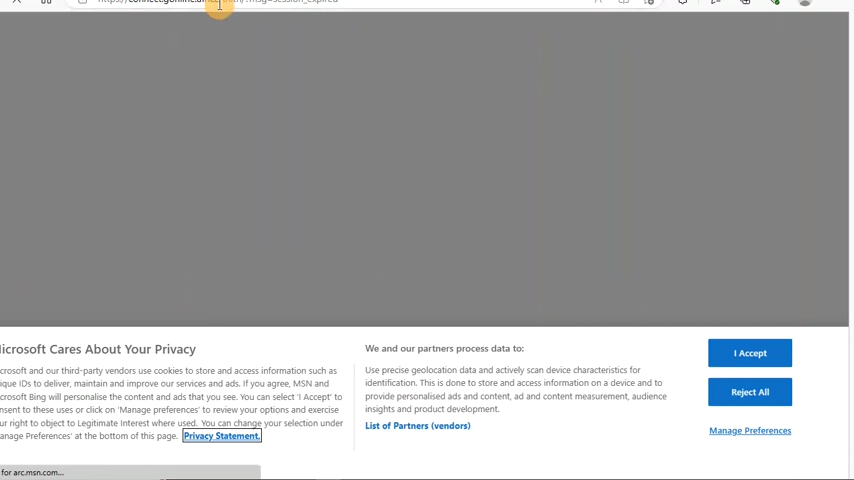 icrosoft Cares About Your Privacy
crosoft and our third-party vendors use cookies to store and access information such as
ique IDs to deliver, maintain and improve our services and ads. If you agree, MSN and
crosoft Bing will personalise the content and ads that you see. You can select 'I Accept' to
nsent to these uses or click on 'Manage preferences' to review your options and exercise
ur right to object to Legitimate Interest where used. You can change your selection under
anage Preferences' at the bottom of this page. Privacy Statement.
We and our partners process data to:
Use precise geolocation data and actively scan device characteristics for
identification. This is done to store and access information on a device and to
provide personalised ads and content, ad and content measurement, audience
insights and product development.
List of Partners (vendors)
I Accept
Reject All
Manage Preferences
for arc.msn.com...